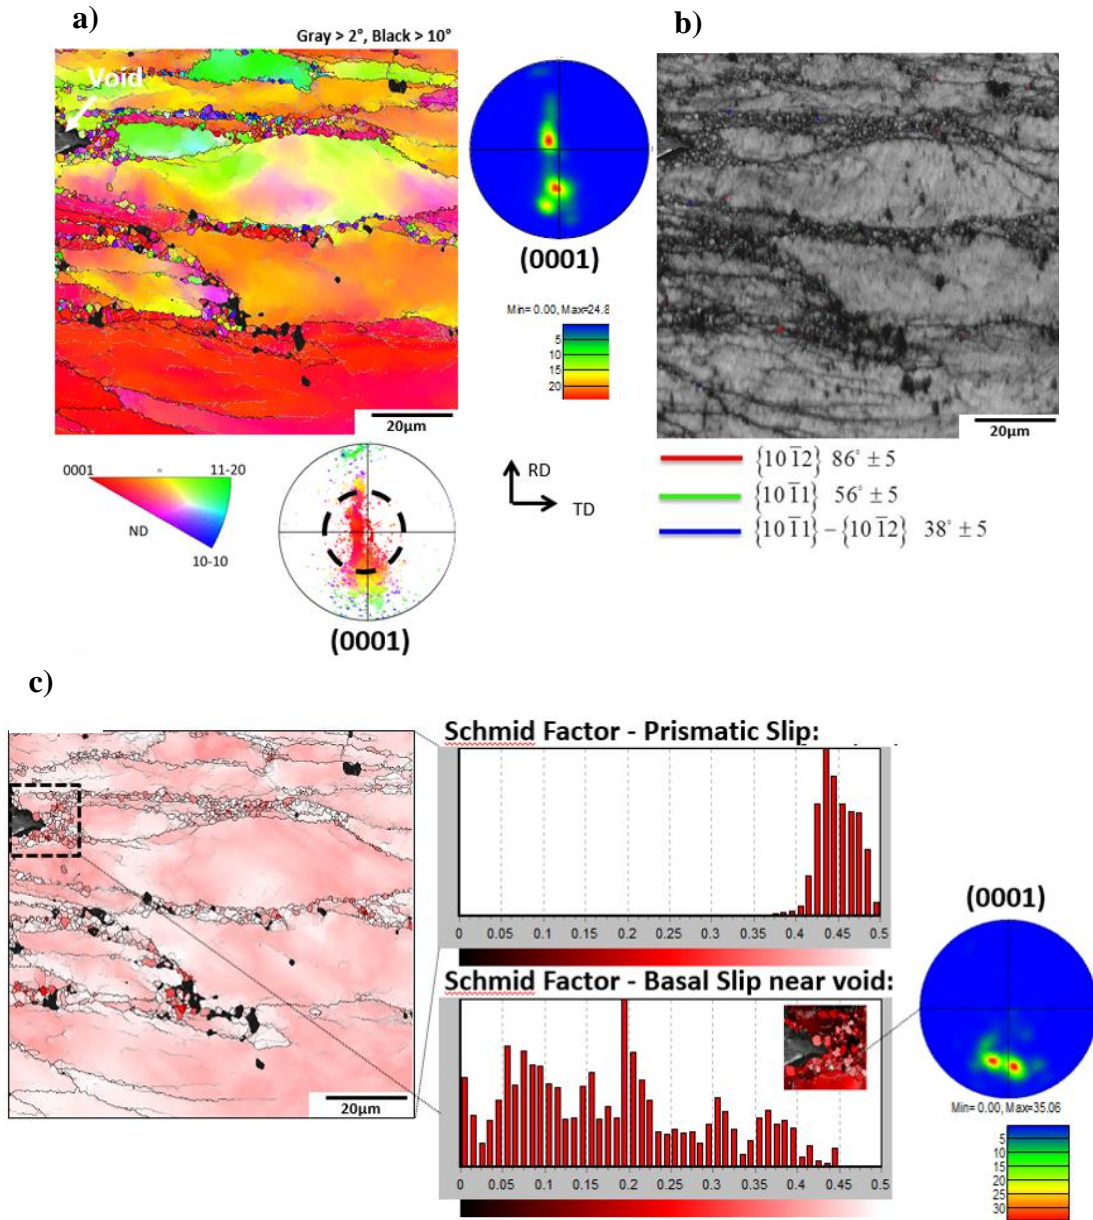 a)
Gray > 2°, Black > 10°
Void
20μm
(0001)
Min= 0.00, Max=24.8
5
10
15
20
b)
20μm
{10 1̅2} 86° ± 5
{10 1̅1} 56° ± 5
{10 1̅1} – {10 1̅2} 38° ± 5
0001
11-20
ND
10-10
RD
TD
(0001)
c)
20μm
Schmid Factor - Prismatic Slip:
0 0.05 0.1 0.15 0.2 0.25 0.3 0.35 0.4 0.45 0.5
Schmid Factor - Basal Slip near void:
0 0.05 0.1 0.15 0.2 0.25 0.3 0.35 0.4 0.45 0.5
(0001)
Min= 0.00, Max=35.06
5
10
15
20
25
30